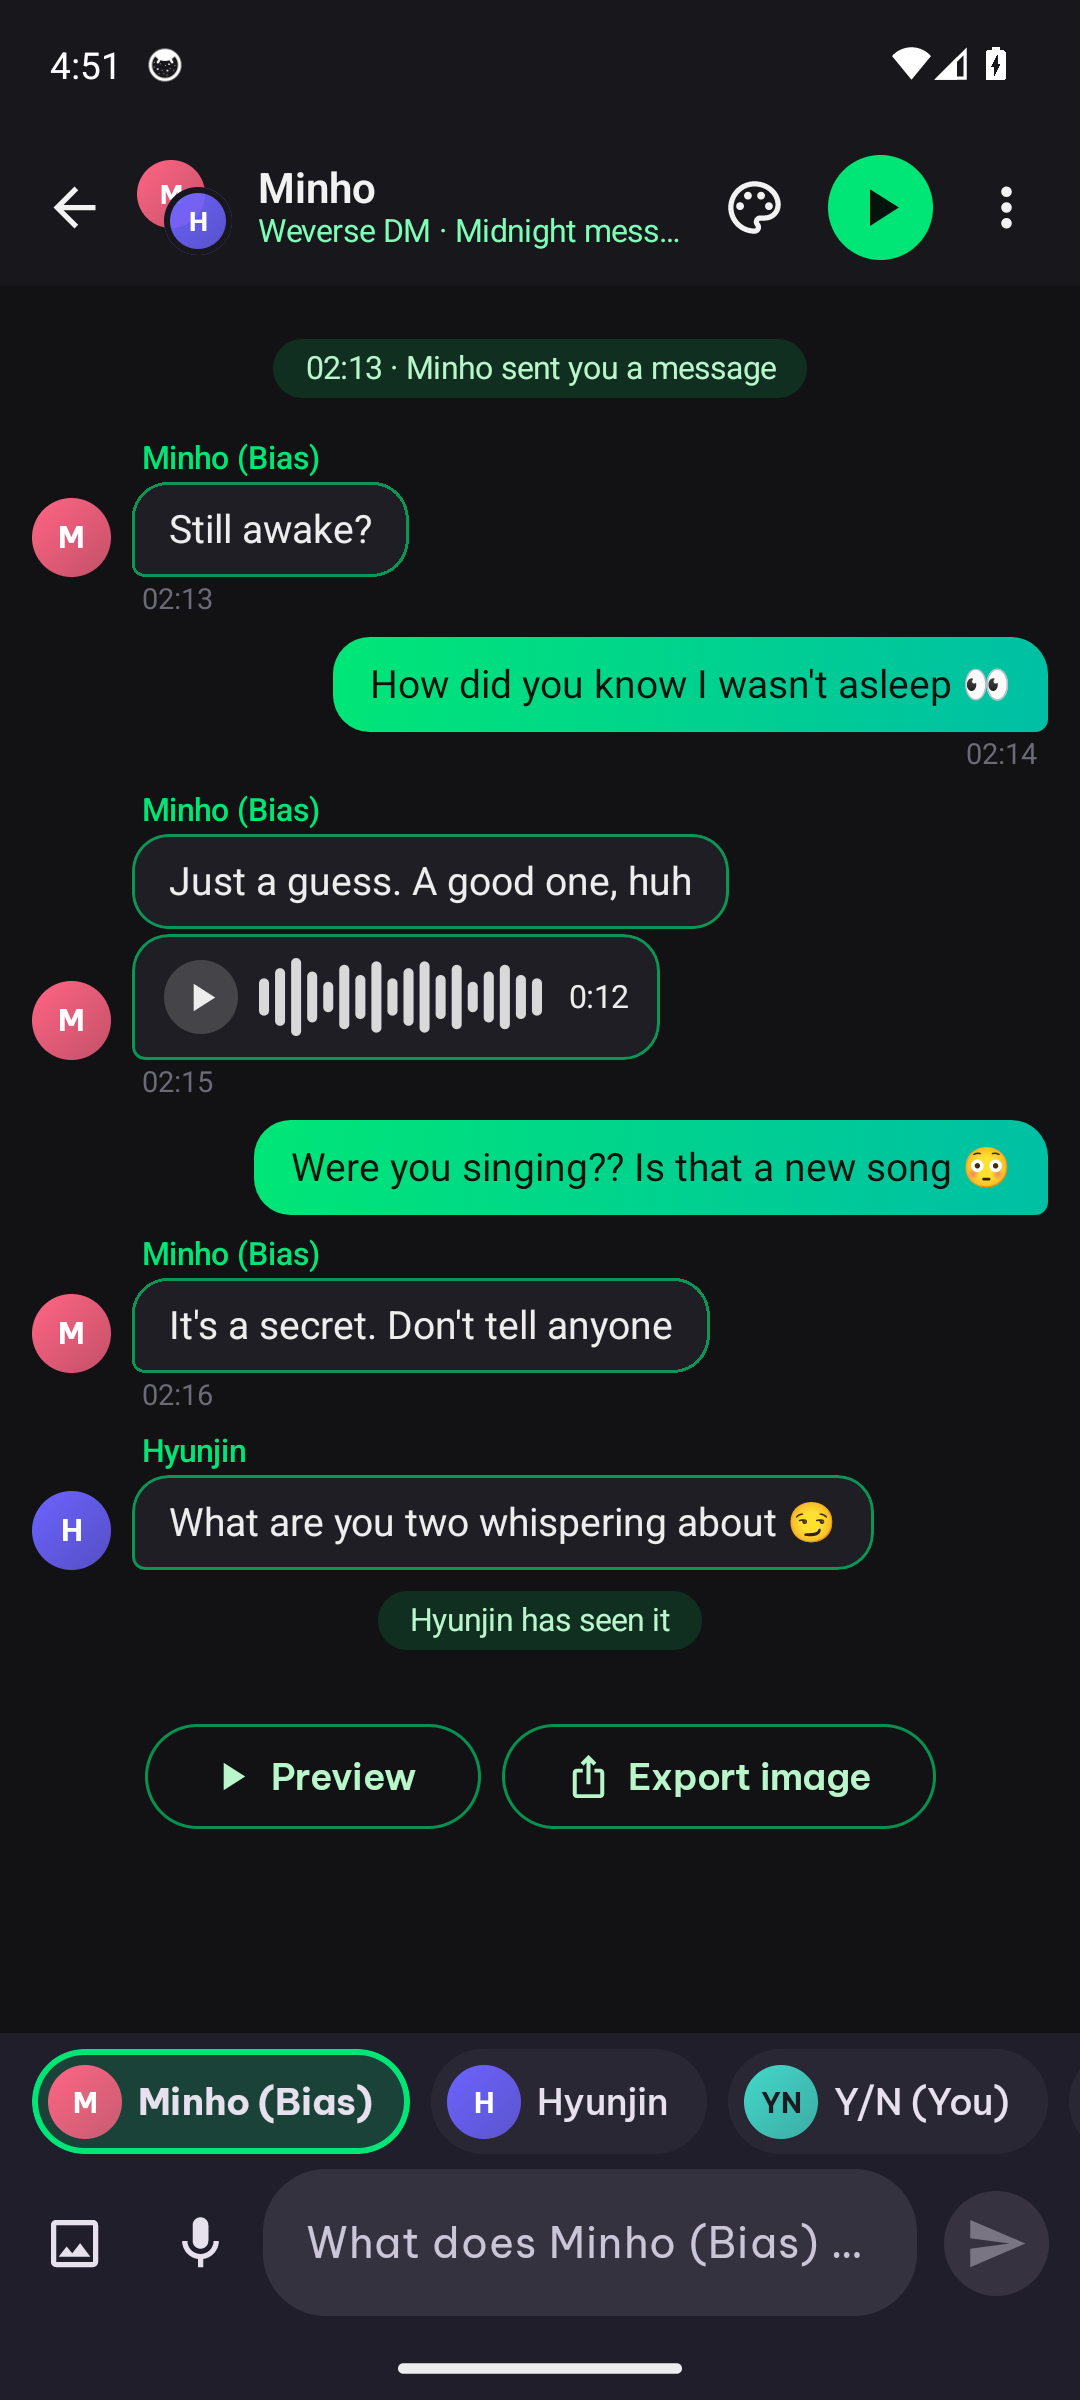 4:51
M
H
Minho
Weverse DM · Midnight mess...
02:13 · Minho sent you a message
Minho (Bias)
M
Still awake?
02:13
How did you know I wasn't asleep 👀
02:14
Minho (Bias)
Just a guess. A good one, huh
M
0:12
02:15
Were you singing?? Is that a new song 😳
Minho (Bias)
M
It's a secret. Don't tell anyone
02:16
Hyunjin
H
What are you two whispering about 😏
Hyunjin has seen it
Preview
Export image
M
Minho (Bias)
H
Hyunjin
YN
Y/N (You)
What does Minho (Bias) ...